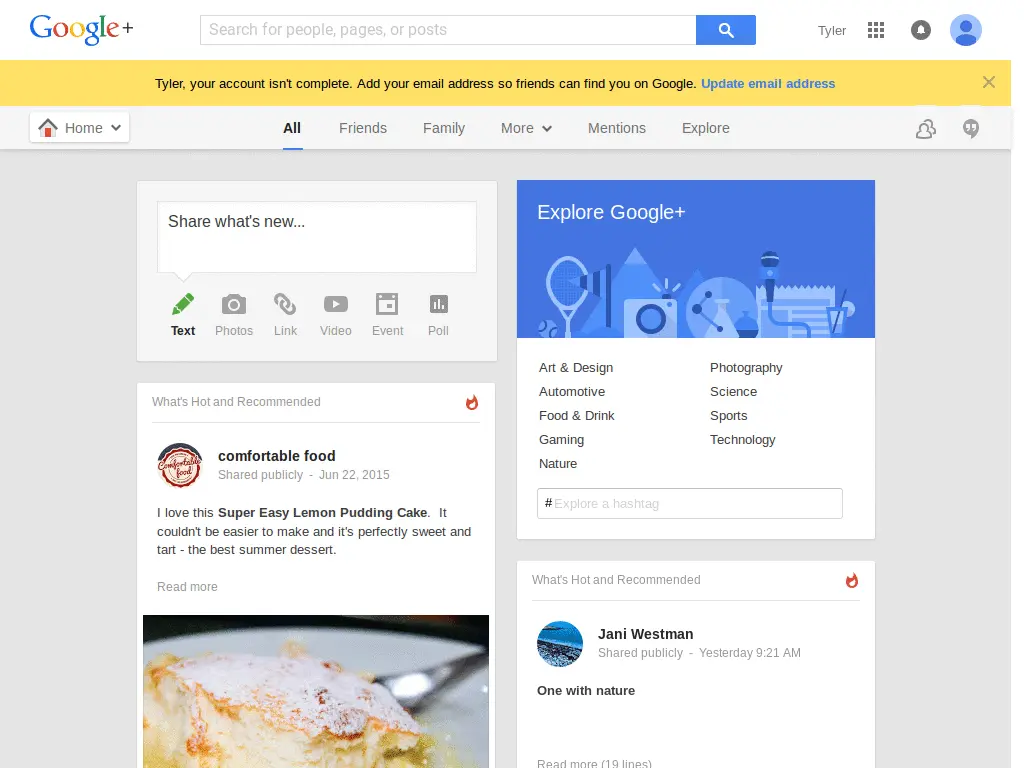 Google+
Search for people, pages, or posts
Tyler
Tyler, your account isn't complete. Add your email address so friends can find you on Google. Update email address
Home
All
Friends
Family
More
Mentions
Explore
Share what's new...
Text
Photos
Link
Video
Event
Poll
What's Hot and Recommended
comfortable food
Shared publicly - Jun 22, 2015
Comfortable food
I love this Super Easy Lemon Pudding Cake. It
couldn't be easier to make and it's perfectly sweet and
tart - the best summer dessert.
Read more
Explore Google+
Art & Design
Automotive
Food & Drink
Gaming
Nature
Photography
Science
Sports
Technology
# Explore a hashtag
What's Hot and Recommended
Jani Westman
Shared publicly - Yesterday 9:21 AM
One with nature
Read more (19 lines)